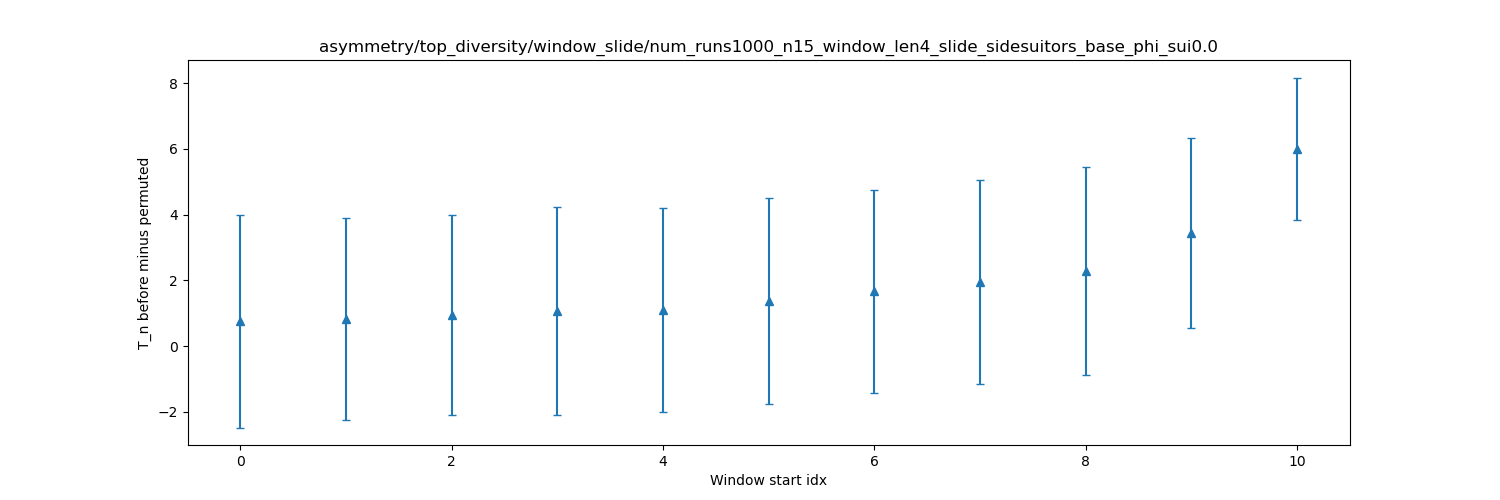 asymmetry/top_diversity/window_slide/num_runs1000_n15_window_len4_slide_sidesuitors_base_phi_sui0.0
T_n before minus permuted
8
6
4
2
0
−2
0 2 4 6 8 10
Window start idx